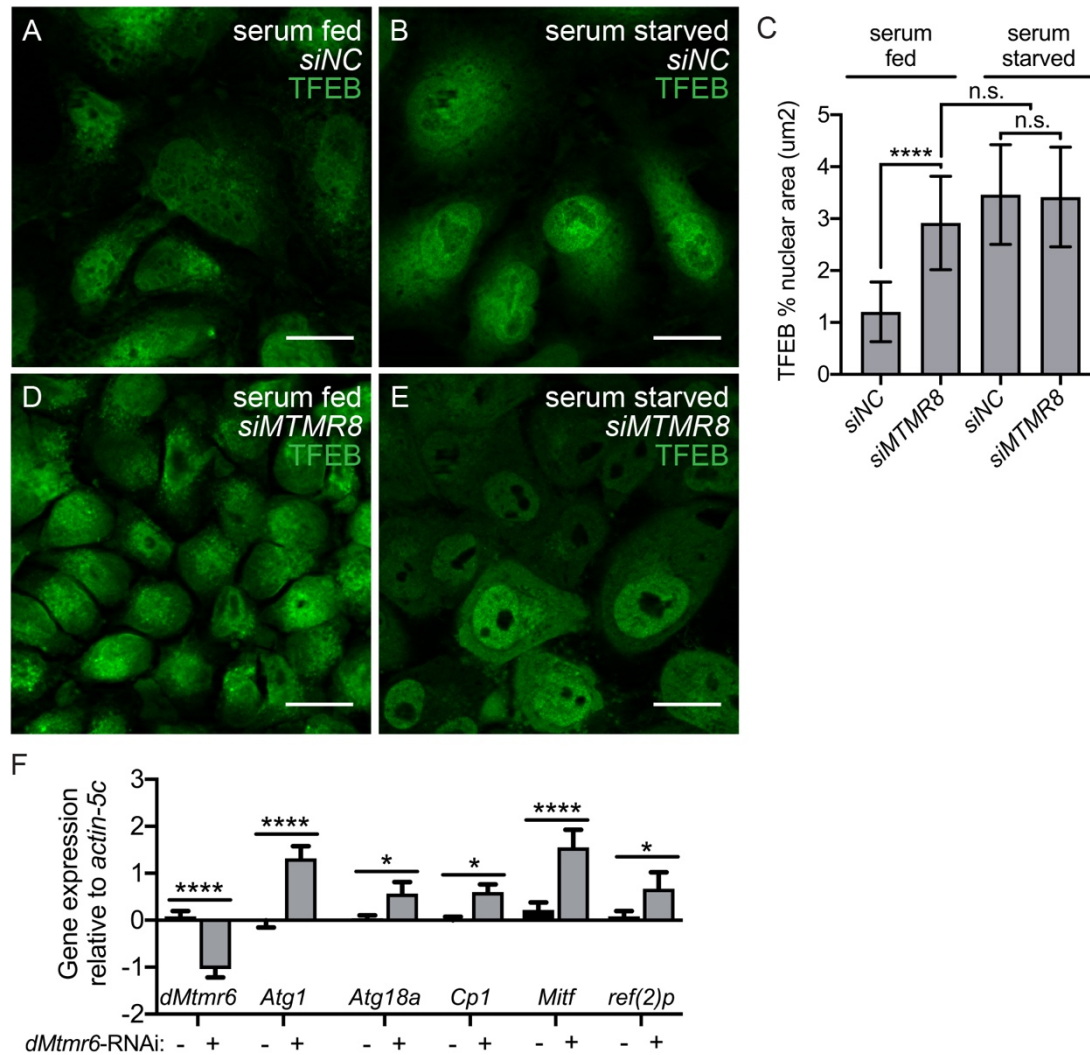 A
serum fed
siNC
TFEB
B
serum starved
siNC
TFEB
C
serum fed
serum starved
n.s.
n.s.
****
TFEB % nuclear area (um2)
5
4
3
2
1
0
siNC
siMTMR8
siNC
siMTMR8
D
serum fed
siMTMR8
TFEB
E
serum starved
siMTMR8
TFEB
F
Gene expression
relative to actin-5c
3
2
1
0
-1
-2
**** **** * * **** *
dMtmr6 Atg1 Atg18a Cp1 Mitf ref(2)p
dMtmr6-RNAi: - + - + - + - + - + - +